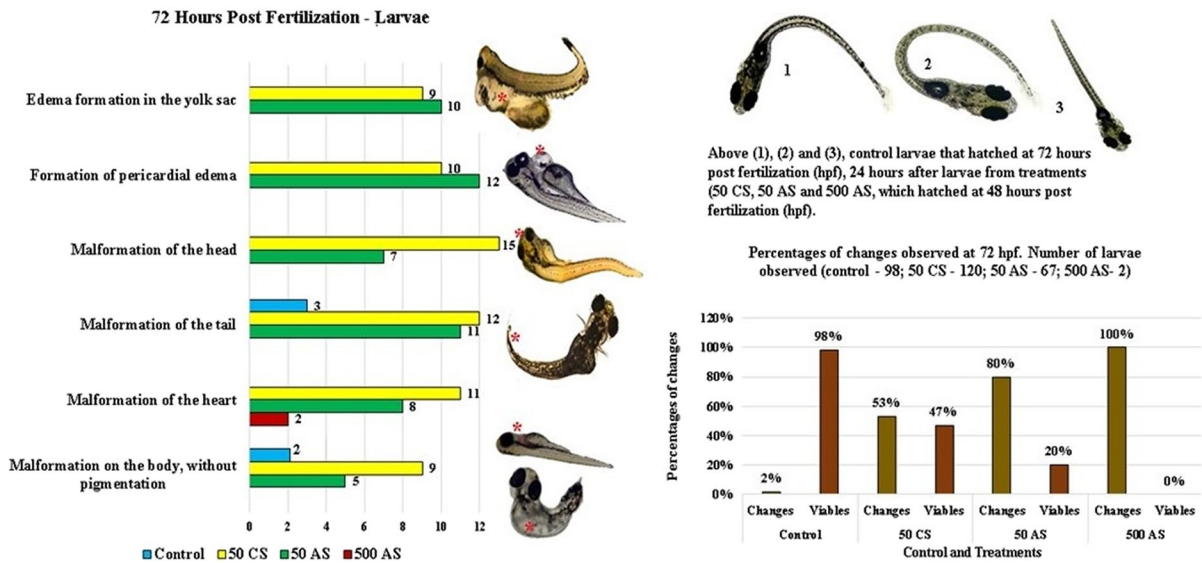 72 Hours Post Fertilization - Larvae
Edema formation in the yolk sac
9
10
Formation of pericardial edema
10
12
Malformation of the head
15
7
Malformation of the tail
3
12
11
Malformation of the heart
11
8
2
Malformation on the body, without
pigmentation
2
9
5
0 2 4 6 8 10 12
Control 50 CS 50 AS 500 AS
1
2
3
Above (1), (2) and (3), control larvae that hatched at 72 hours
post fertilization (hpf), 24 hours after larvae from treatments
(50 CS, 50 AS and 500 AS, which hatched at 48 hours post
fertilization (hpf).
Percentages of changes observed at 72 hpf. Number of larvae
observed (control - 98; 50 CS - 120; 50 AS - 67; 500 AS- 2)
Percentages of changes
120%
100%
80%
60%
40%
20%
0%
2%
98%
53%
47%
80%
20%
100%
0%
Changes Viables Changes Viables Changes Viables Changes Viables
Control 50 CS 50 AS 500 AS
Control and Treatments